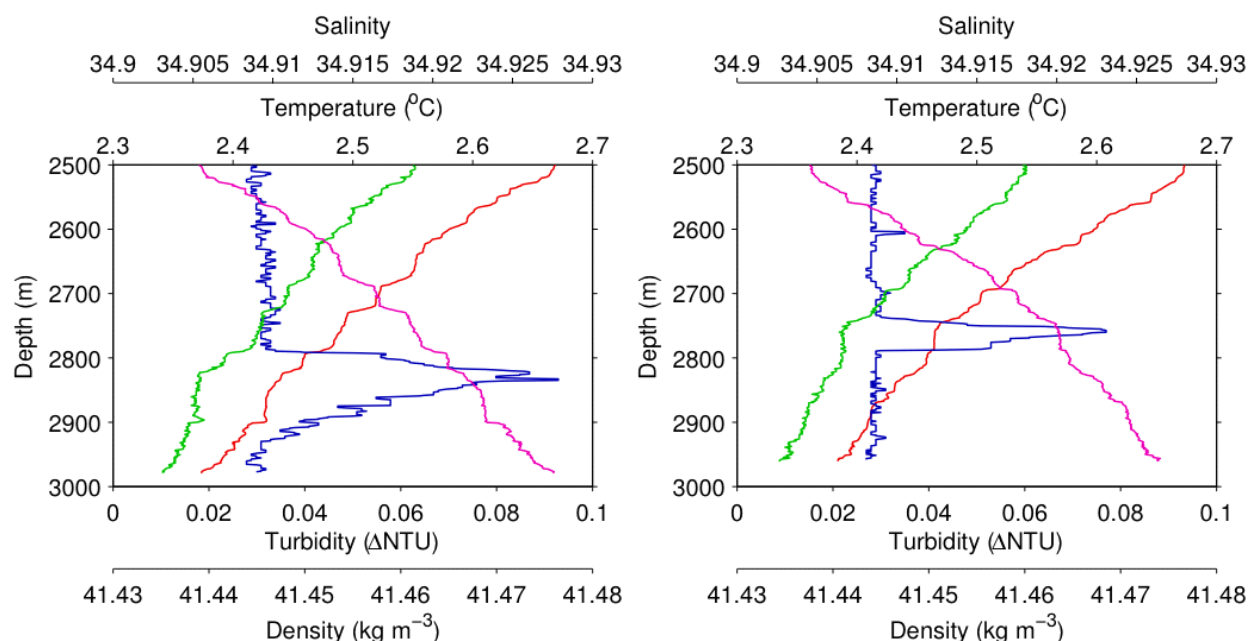 Salinity
34.9 34.905 34.91 34.915 34.92 34.925 34.93
Temperature (oC)
2.3 2.4 2.5 2.6 2.7
2500
2600
2700
2800
2900
3000
Depth (m)
0 0.02 0.04 0.06 0.08 0.1
Turbidity (ΔNTU)
41.43 41.44 41.45 41.46 41.47 41.48
Density (kg m−3)
Salinity
34.9 34.905 34.91 34.915 34.92 34.925 34.93
Temperature (oC)
2.3 2.4 2.5 2.6 2.7
2500
2600
2700
2800
2900
3000
Depth (m)
0 0.02 0.04 0.06 0.08 0.1
Turbidity (ΔNTU)
41.43 41.44 41.45 41.46 41.47 41.48
Density (kg m−3)